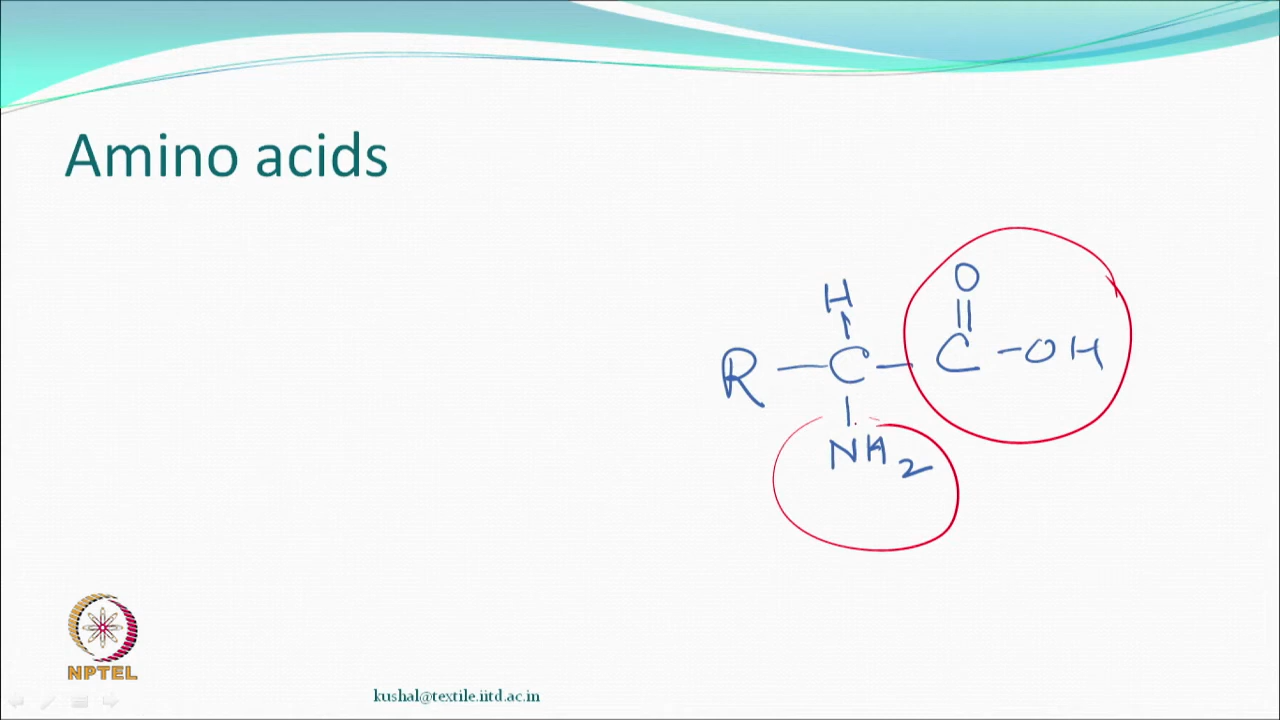 Amino acids
O
H ||
R - C - C - OH
|
NH2
NPTEL
kushal@textile.iitd.ac.in